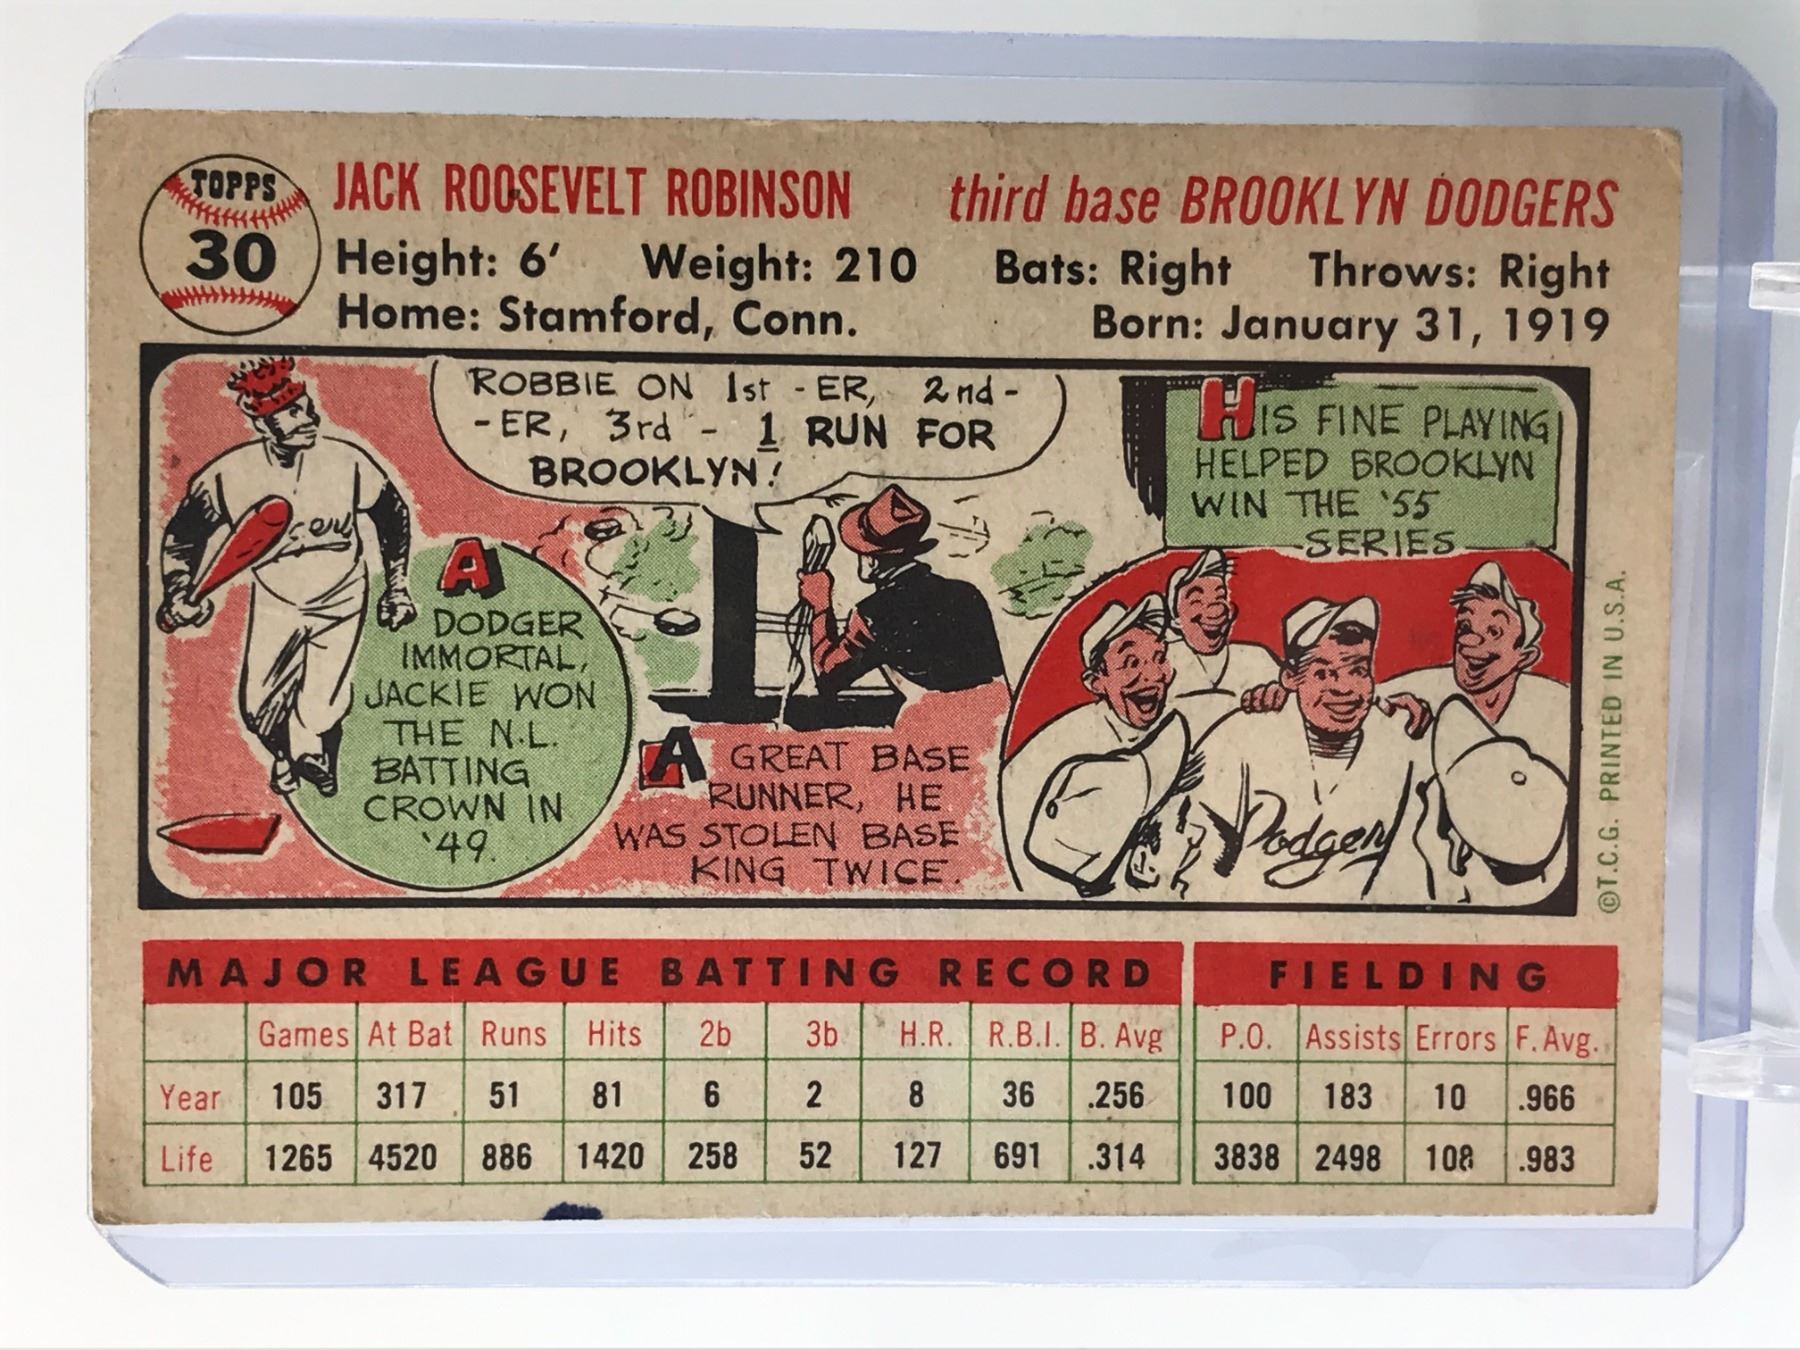 TOPPS
30
JACK ROOSEVELT ROBINSON third base BROOKLYN DODGERS
Height: 6' Weight: 210 Bats: Right Throws: Right
Home: Stamford, Conn. Born: January 31, 1919
ROBBIE ON 1st -ER, 2nd-
-ER, 3rd - 1 RUN FOR
BROOKLYN!
A
DODGER
IMMORTAL,
JACKIE WON
THE N.L.
BATTING
CROWN IN
'49.
A GREAT BASE
RUNNER, HE
WAS STOLEN BASE
KING TWICE.
HIS FINE PLAYING
HELPED BROOKLYN
WIN THE '55
SERIES
Dodgers
©T.C.G. PRINTED IN U.S.A.
MAJOR LEAGUE BATTING RECORD FIELDING
Games At Bat Runs Hits 2b 3b H.R. R.B.I. B. Avg P.O. Assists Errors F. Avg.
Year 105 317 51 81 6 2 8 36 .256 100 183 10 .966
Life 1265 4520 886 1420 258 52 127 691 .314 3838 2498 108 .983